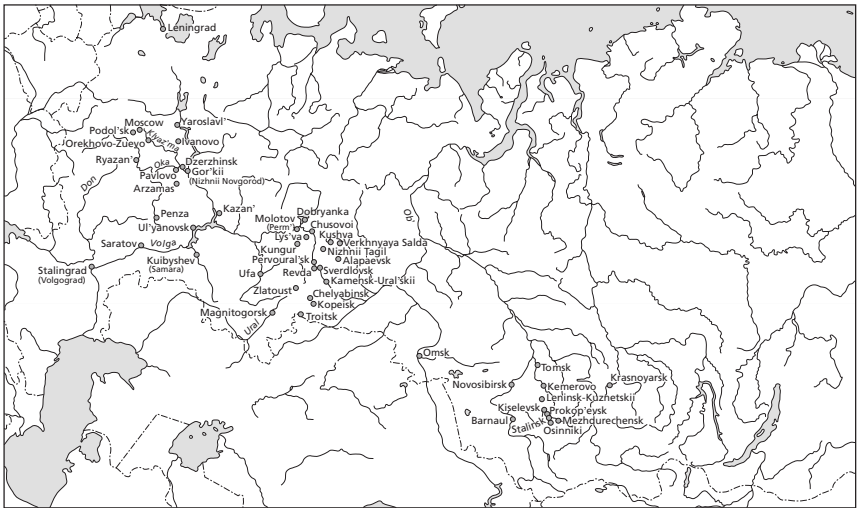 Leningrad
Moscow
Yaroslavl'
Podol'sk
Klyaz'ma
Orekhovo-Zuevo
Ivanovo
Ryazan'
Oka
Dzerzhinsk
Gor'kii
(Nizhnii Novgorod)
Pavlovo
Arzamas
Don
Penza
Kazan'
Ul'yanovsk
Saratov
Volga
Kuibyshev
(Samara)
Stalingrad
(Volgograd)
Ob'
Dobryanka
Molotov
(Perm')
Chusovoi
Lys'va
Kushva
Verkhnyaya Salda
Kungur
Nizhnii Tagil
Pervoural'sk
Alapaevsk
Ufa
Revda
Sverdlovsk
Kamensk-Ural'skii
Zlatoust
Chelyabinsk
Kopeisk
Magnitogorsk
Ural
Troitsk
Omsk
Tomsk
Novosibirsk
Kemerovo
Krasnoyarsk
Leninsk-Kuznetskii
Kiselevsk
Prokop'evsk
Barnaul
Stalinsk
Mezhdurechensk
Osinniki